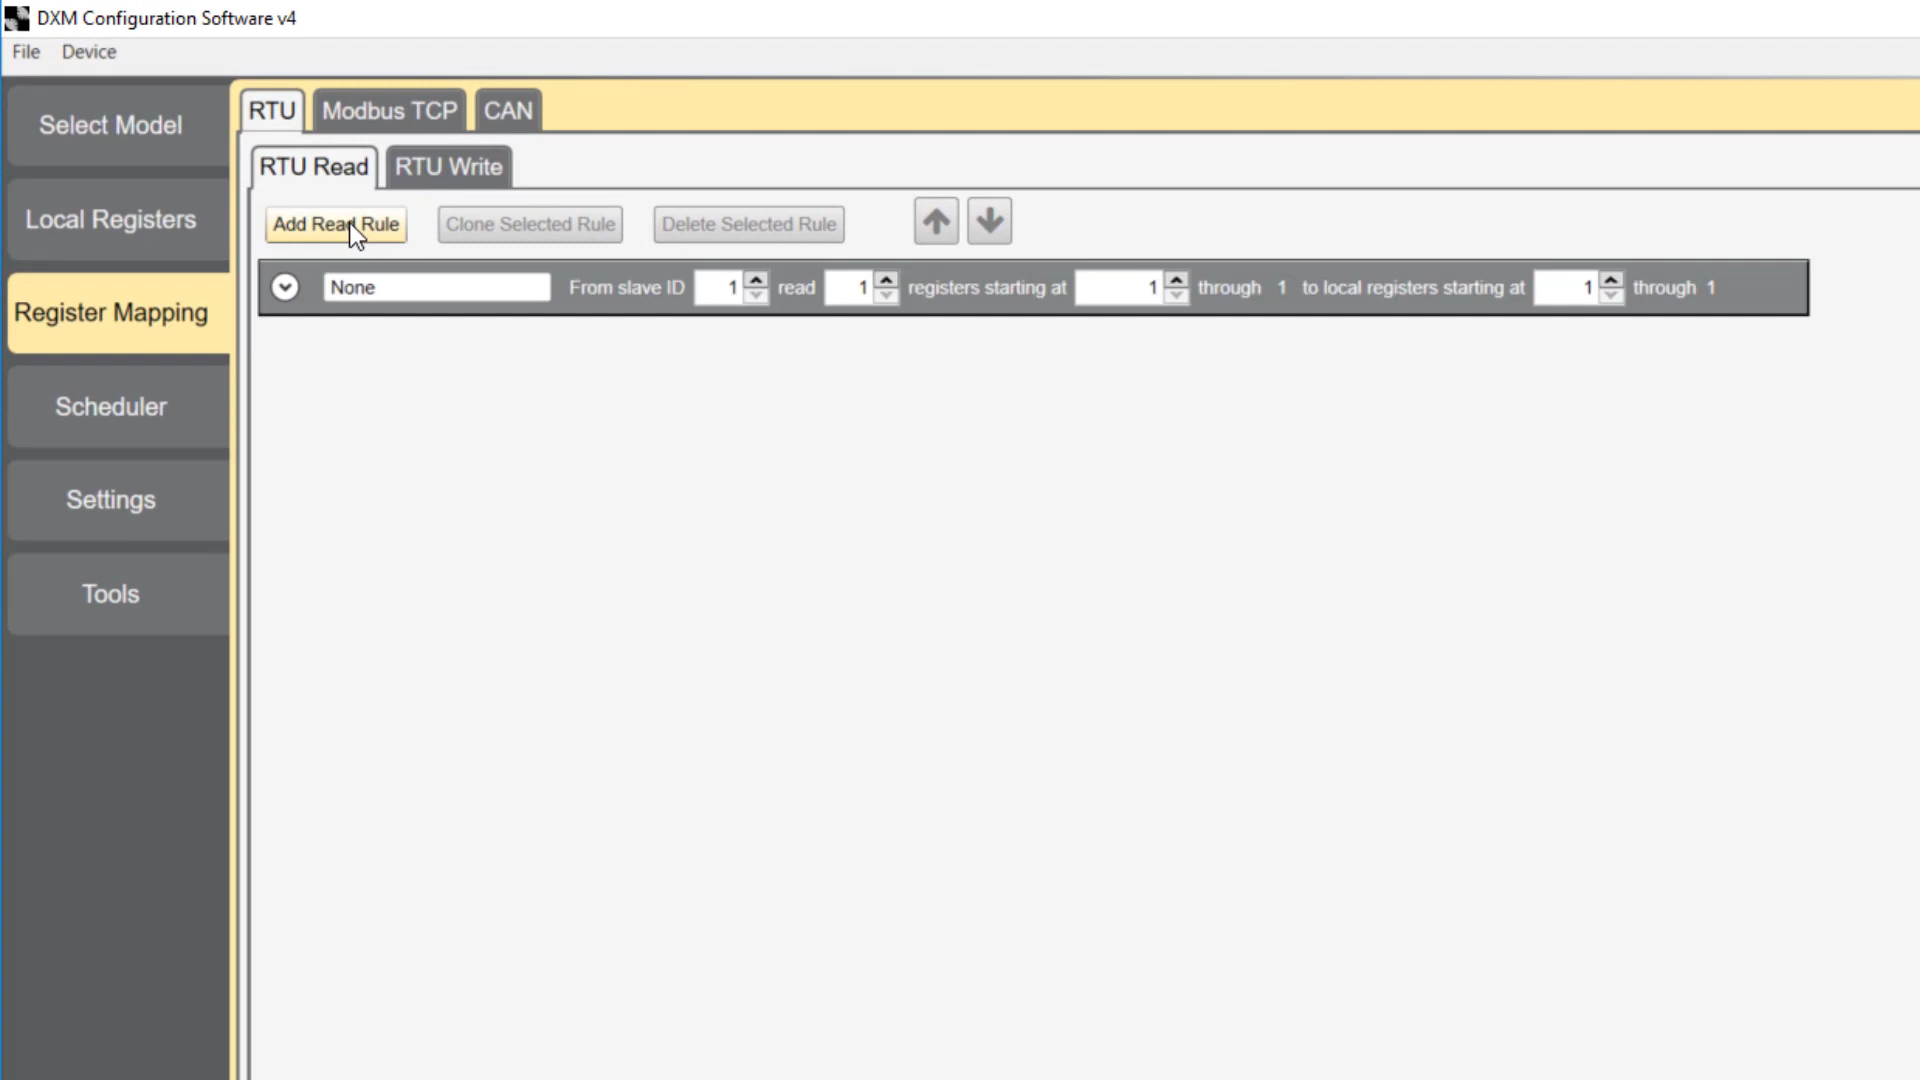 DXM Configuration Software v4
File Device
Select Model
Local Registers
Register Mapping
Scheduler
Settings
Tools
RTU Modbus TCP CAN
RTU Read RTU Write
Add Read Rule Clone Selected Rule Delete Selected Rule
None From slave ID 1 read 1 registers starting at 1 through 1 to local registers starting at 1 through 1